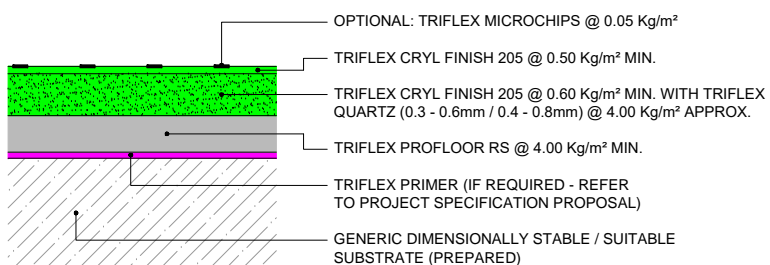 OPTIONAL: TRIFLEX MICROCHIPS @ 0.05 Kg/m²
TRIFLEX CRYL FINISH 205 @ 0.50 Kg/m² MIN.
TRIFLEX CRYL FINISH 205 @ 0.60 Kg/m² MIN. WITH TRIFLEX
QUARTZ (0.3 - 0.6mm / 0.4 - 0.8mm) @ 4.00 Kg/m² APPROX.
TRIFLEX PROFLOOR RS @ 4.00 Kg/m² MIN.
TRIFLEX PRIMER (IF REQUIRED - REFER
TO PROJECT SPECIFICATION PROPOSAL)
GENERIC DIMENSIONALLY STABLE / SUITABLE
SUBSTRATE (PREPARED)